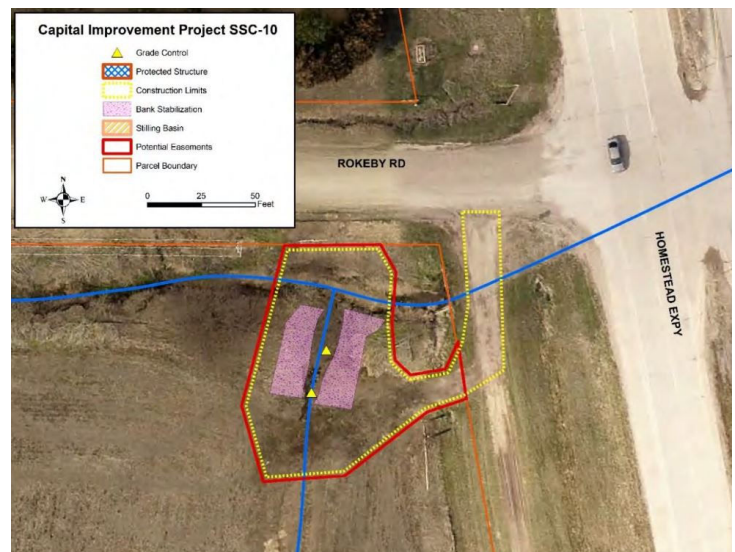 Capital Improvement Project SSC-10
Grade Control
Protected Structure
Construction Limits
Bank Stabilization
Stilling Basin
Potential Easements
Parcel Boundary
N
W E
S
0 25 50
Feet
ROKEBY RD
HOMESTEAD EXPY